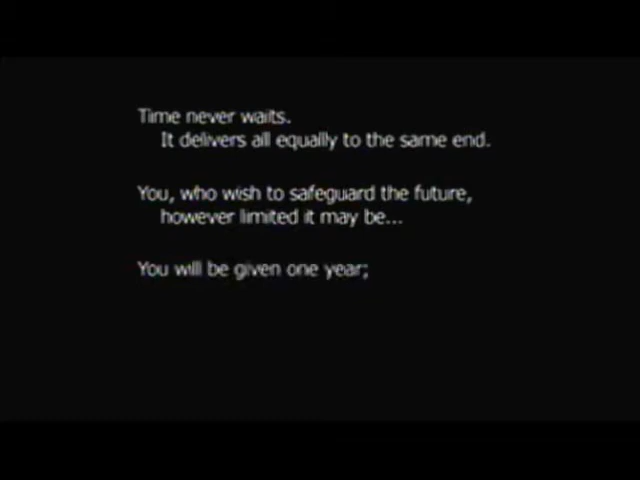 Time never waits.
It delivers all equally to the same end.
You, who wish to safeguard the future,
however limited it may be...
You will be given one year;